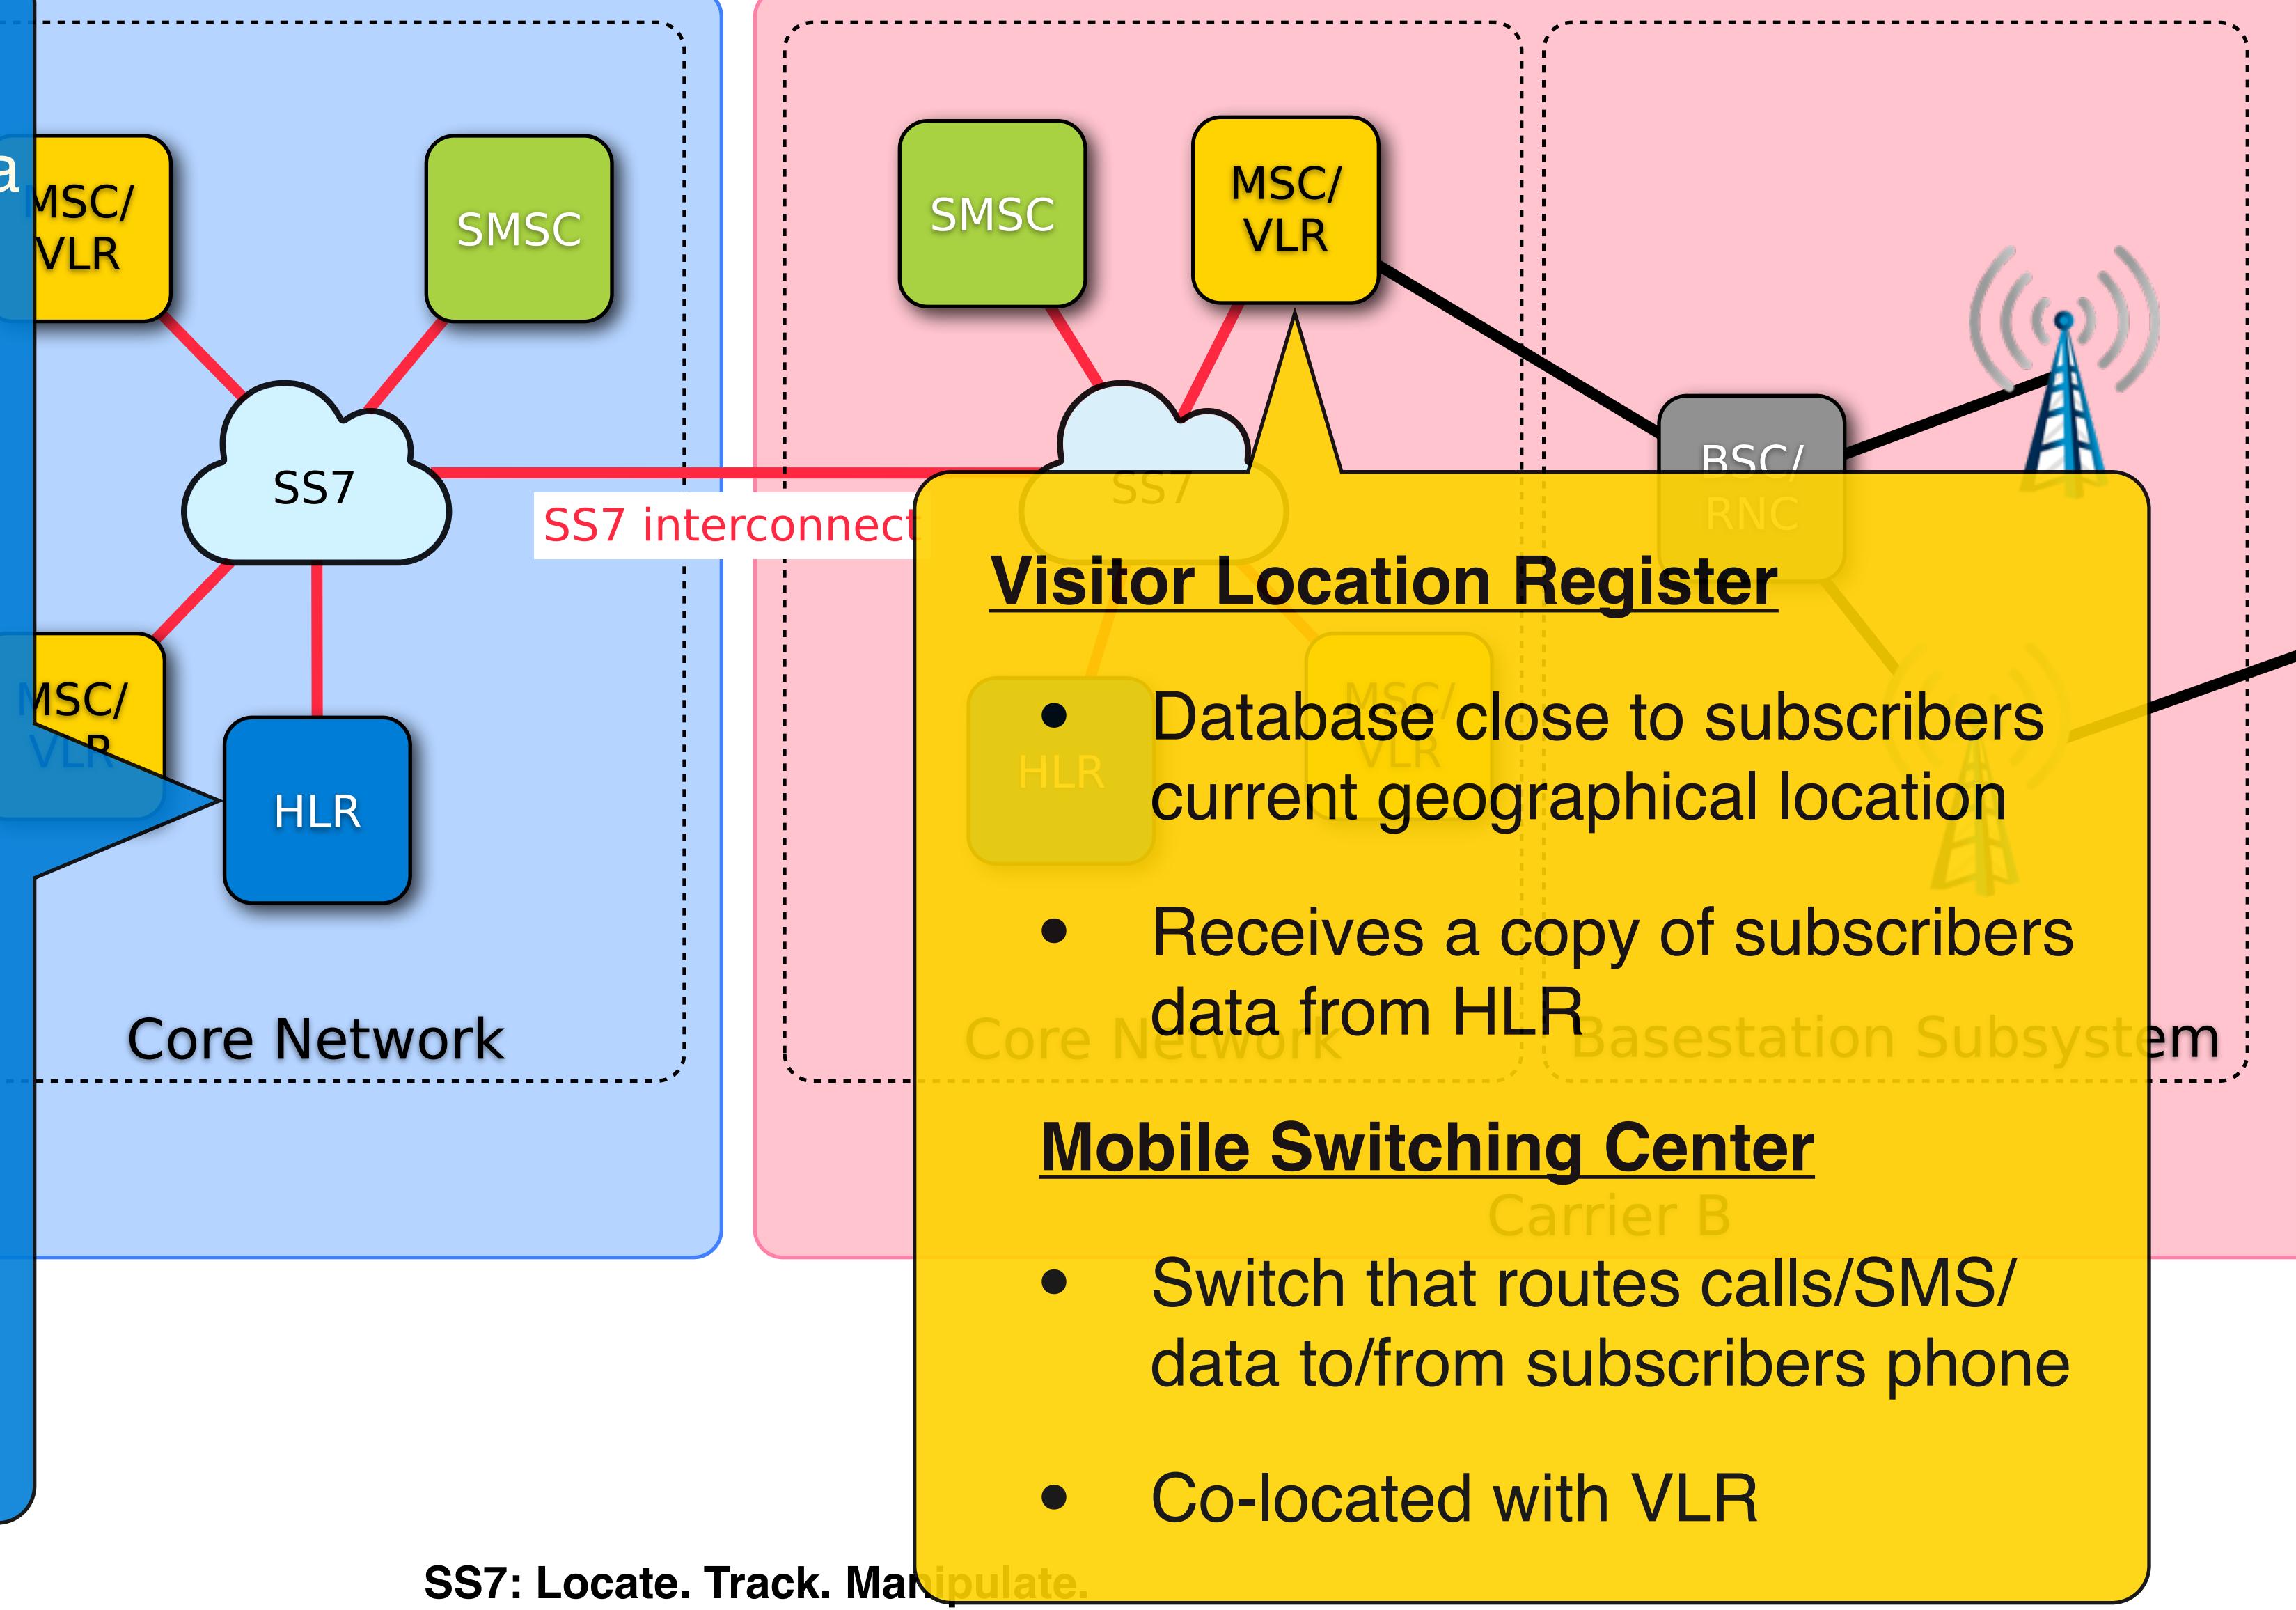 a
MSC/
VLR
SMSC
SS7
MSC/
VLR
HLR
Core Network
SS7 interconnect
SMSC
MSC/
VLR
SS7
BSC/
RNC
HLR
MSC/
VLR
Core Network
Basestation Subsystem
Carrier B
Visitor Location Register
• Database close to subscribers
current geographical location
• Receives a copy of subscribers
data from HLR
Mobile Switching Center
• Switch that routes calls/SMS/
data to/from subscribers phone
• Co-located with VLR
SS7: Locate. Track. Manipulate.